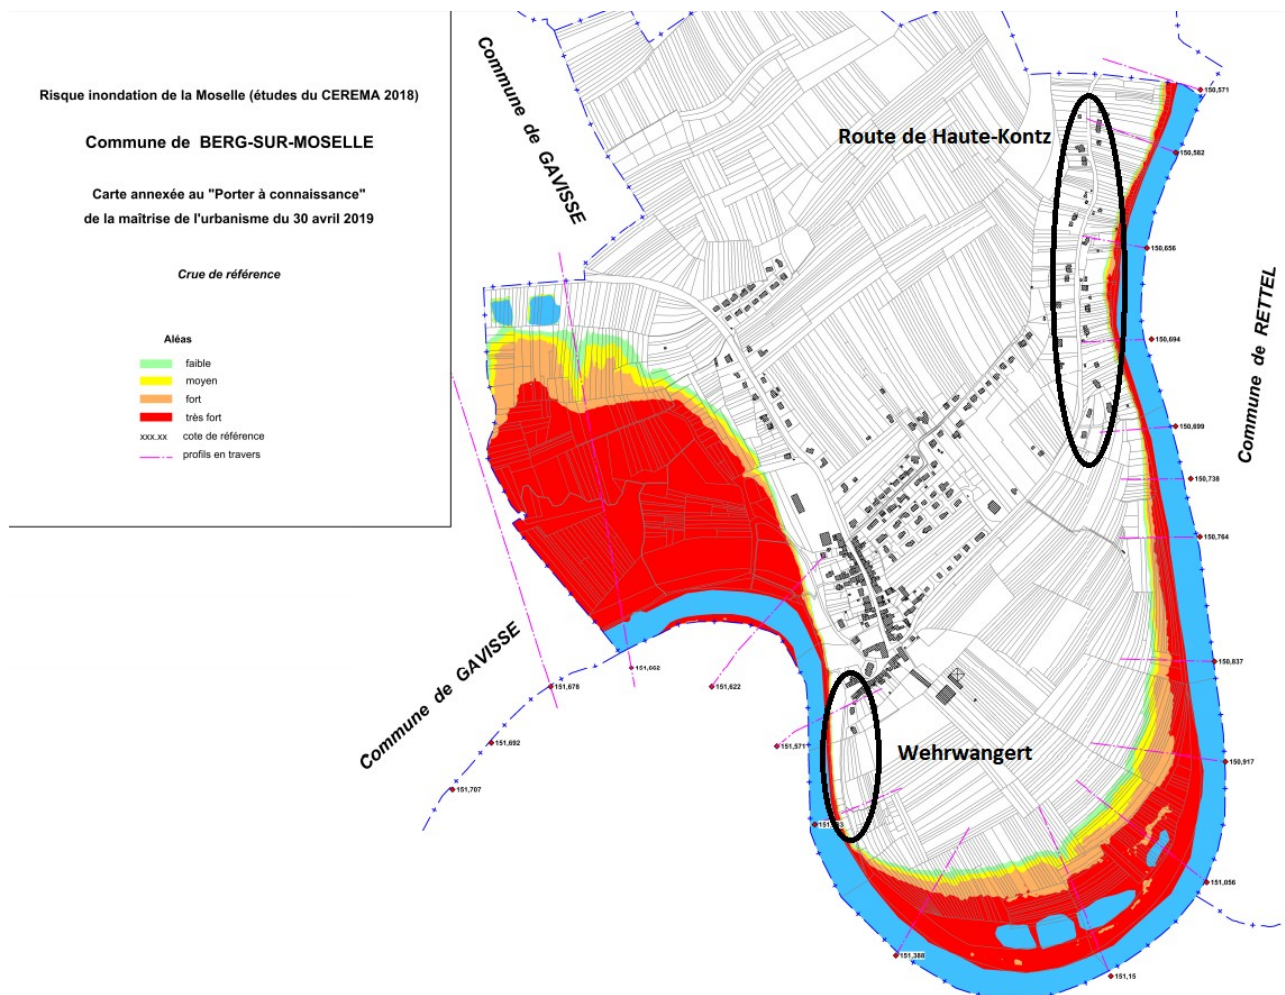 Risque inondation de la Moselle (études du CEREMA 2018)
Commune de BERG-SUR-MOSELLE
Carte annexée au "Porter à connaissance"
de la maîtrise de l'urbanisme du 30 avril 2019
Crue de référence
Aléas
faible
moyen
fort
très fort
xxx.xx cote de référence
profils en travers
Commune de GAVISSE
Route de Haute-Kontz
150,571
150,582
150,656
150,694
Commune de RETTEL
150,699
150,738
150,764
150,837
150,917
151,056
151,15
151,388
Wehrwangert
151,571
151,622
151,662
151,678
151,692
151,707
Commune de GAVISSE